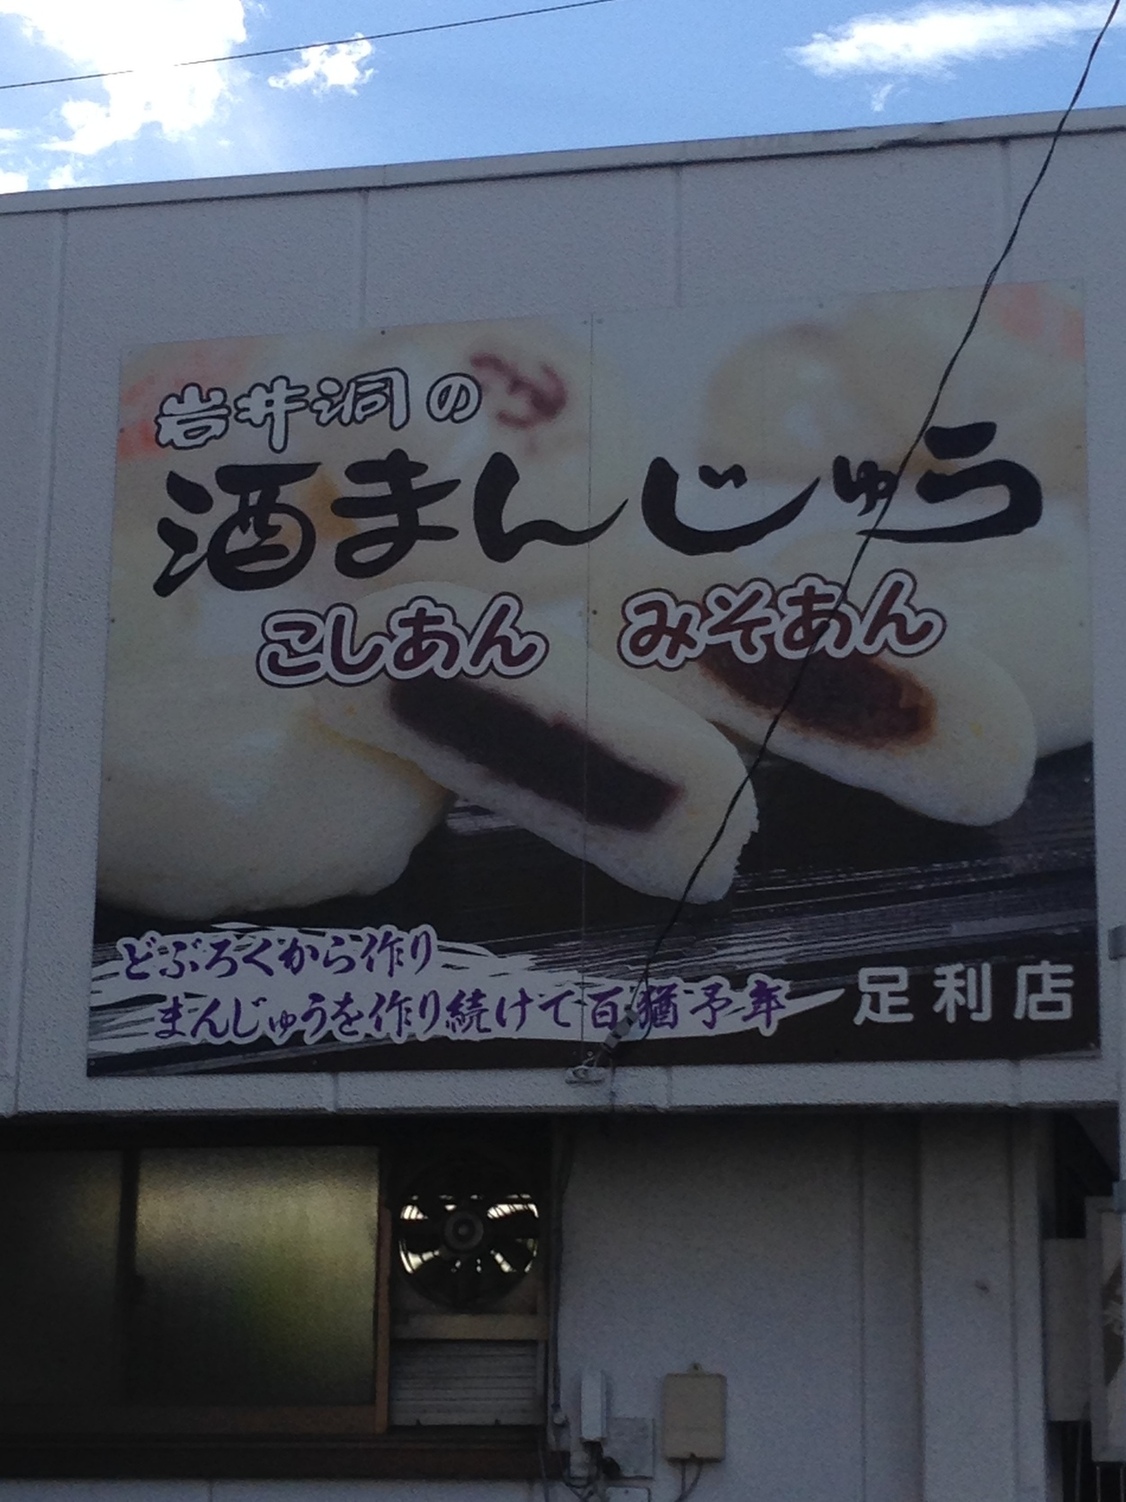 岩井洞の
酒まんじゅう
こしあん みそあん
どぶろくから作り
まんじゅうを作り続けて百猶予年
足利店